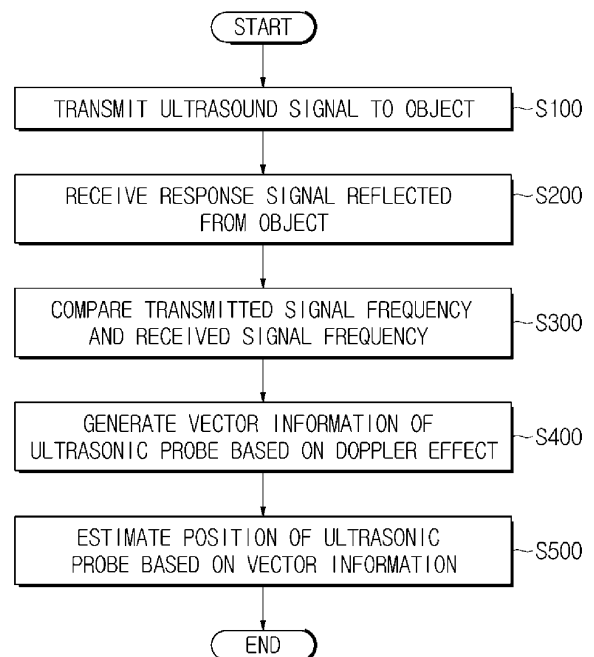 START
TRANSMIT ULTRASOUND SIGNAL TO OBJECT
S100
RECEIVE RESPONSE SIGNAL REFLECTED
FROM OBJECT
S200
COMPARE TRANSMITTED SIGNAL FREQUENCY
AND RECEIVED SIGNAL FREQUENCY
S300
GENERATE VECTOR INFORMATION OF
ULTRASONIC PROBE BASED ON DOPPLER EFFECT
S400
ESTIMATE POSITION OF ULTRASONIC
PROBE BASED ON VECTOR INFORMATION
S500
END